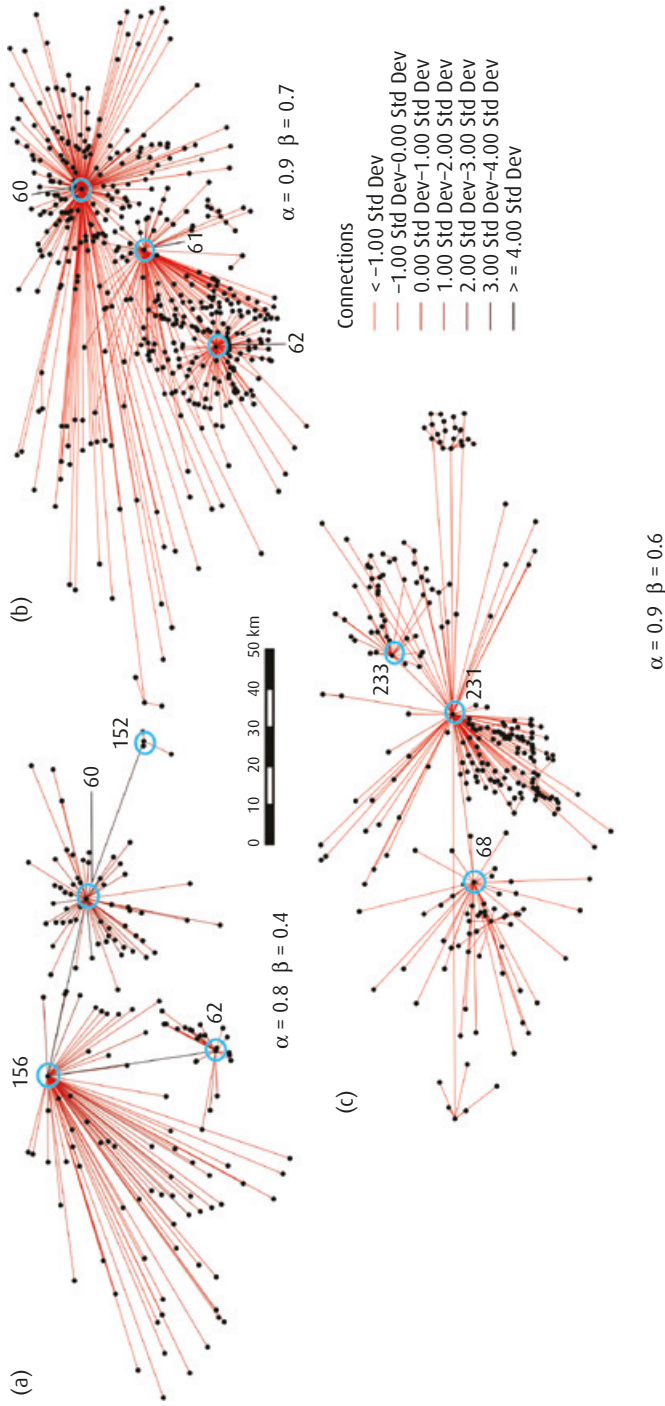 (a)
156
60
152
62
α = 0.8 β = 0.4
0 10 20 30 40 50 km
(b)
60
61
62
α = 0.9 β = 0.7
(c)
233
231
68
α = 0.9 β = 0.6
Connections
< −1.00 Std Dev
−1.00 Std Dev–0.00 Std Dev
0.00 Std Dev–1.00 Std Dev
1.00 Std Dev–2.00 Std Dev
2.00 Std Dev–3.00 Std Dev
3.00 Std Dev–4.00 Std Dev
> = 4.00 Std Dev